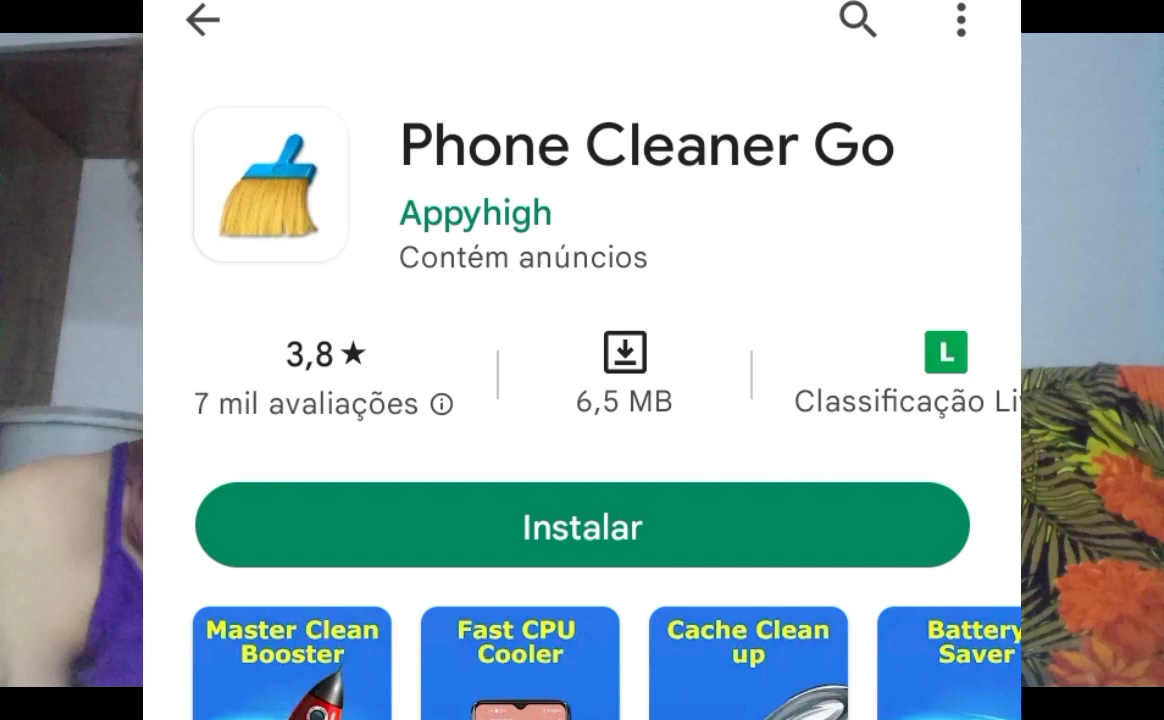 Phone Cleaner Go
Appyhigh
Contém anúncios
3,8★
7 mil avaliações
6,5 MB
L
Classificação Li
Instalar
Master Clean
Booster
Fast CPU
Cooler
Cache Clean
up
Battery
Saver